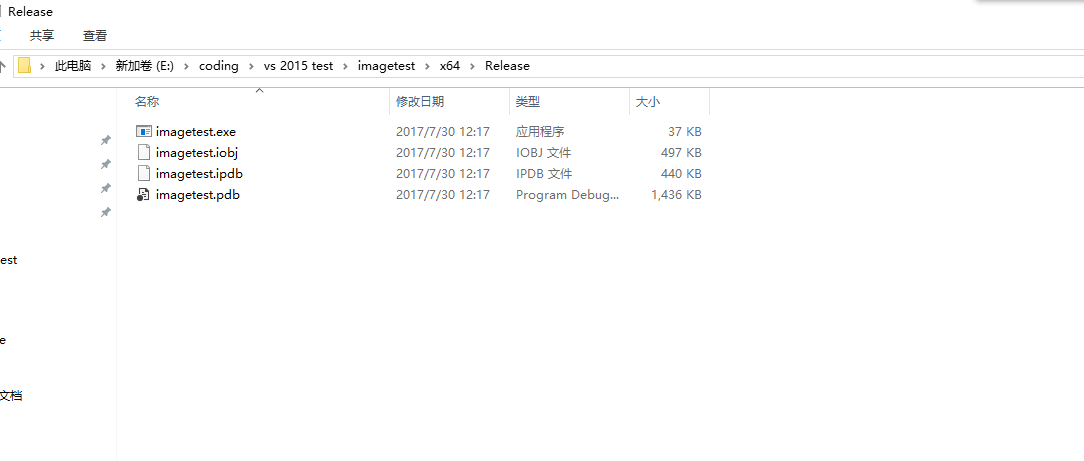 Release
共享 查看
此电脑 新加卷 (E:) coding vs 2015 test imagetest x64 Release
名称 修改日期 类型 大小
imagetest.exe 2017/7/30 12:17 应用程序 37 KB
imagetest.iobj 2017/7/30 12:17 IOBJ 文件 497 KB
imagetest.ipdb 2017/7/30 12:17 IPDB 文件 440 KB
imagetest.pdb 2017/7/30 12:17 Program Debug... 1,436 KB
est
e
文档